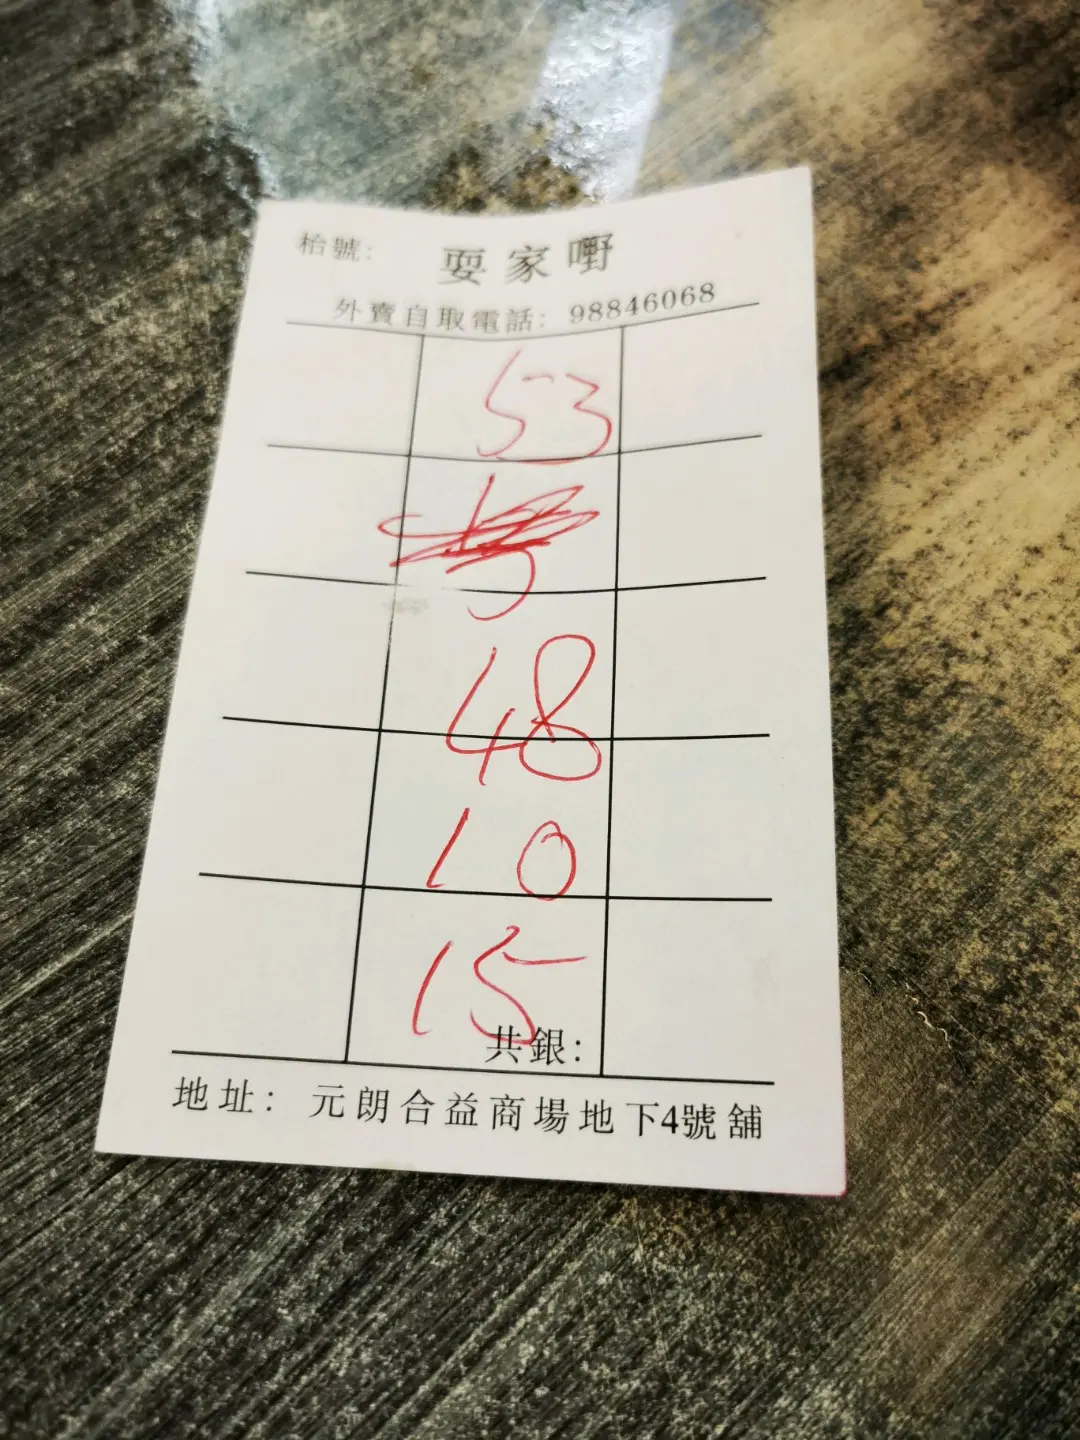 枱號: 耍家嘢
外賣自取電話: 98846068
53
48
10
15
共銀:
地址: 元朗合益商場地下4號舖